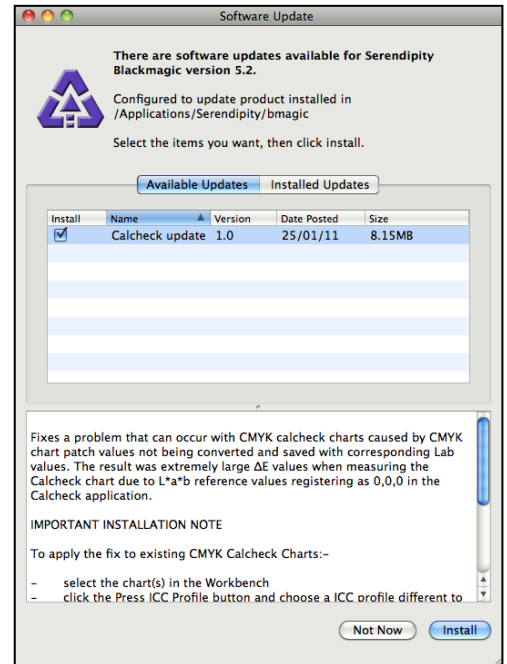 Software Update
There are software updates available for Serendipity
Blackmagic version 5.2.
Configured to update product installed in
/Applications/Serendipity/bmagic
Select the items you want, then click install.
Available Updates Installed Updates
Install Name Version Date Posted Size
Calcheck update 1.0 25/01/11 8.15MB
Fixes a problem that can occur with CMYK calcheck charts caused by CMYK
chart patch values not being converted and saved with corresponding Lab
values. The result was extremely large ΔE values when measuring the
Calcheck chart due to L*a*b reference values registering as 0,0,0 in the
Calcheck application.
IMPORTANT INSTALLATION NOTE
To apply the fix to existing CMYK Calcheck Charts:-
- select the chart(s) in the Workbench
- click the Press ICC Profile button and choose a ICC profile different to
Not Now Install